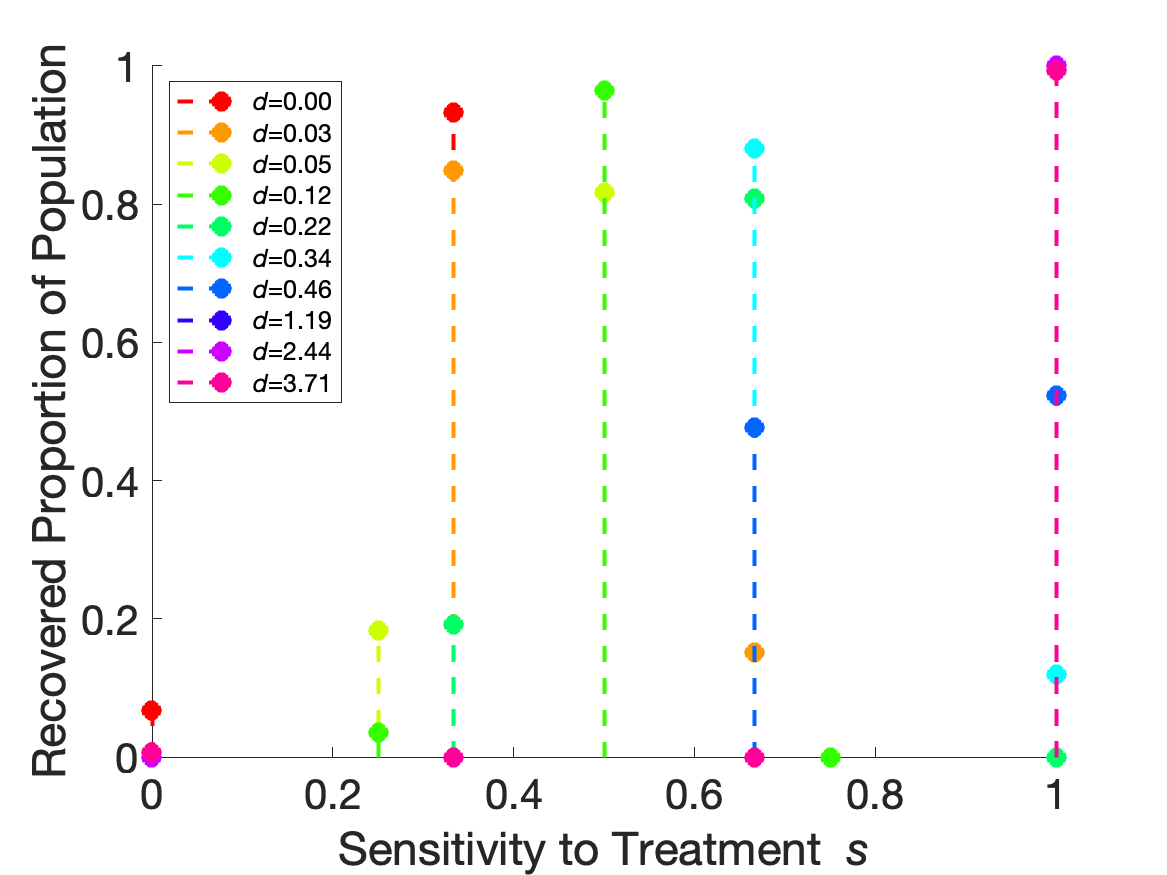 Recovered Proportion of Population
1
0.8
0.6
0.4
0.2
0
d=0.00
d=0.03
d=0.05
d=0.12
d=0.22
d=0.34
d=0.46
d=1.19
d=2.44
d=3.71
0 0.2 0.4 0.6 0.8 1
Sensitivity to Treatment s